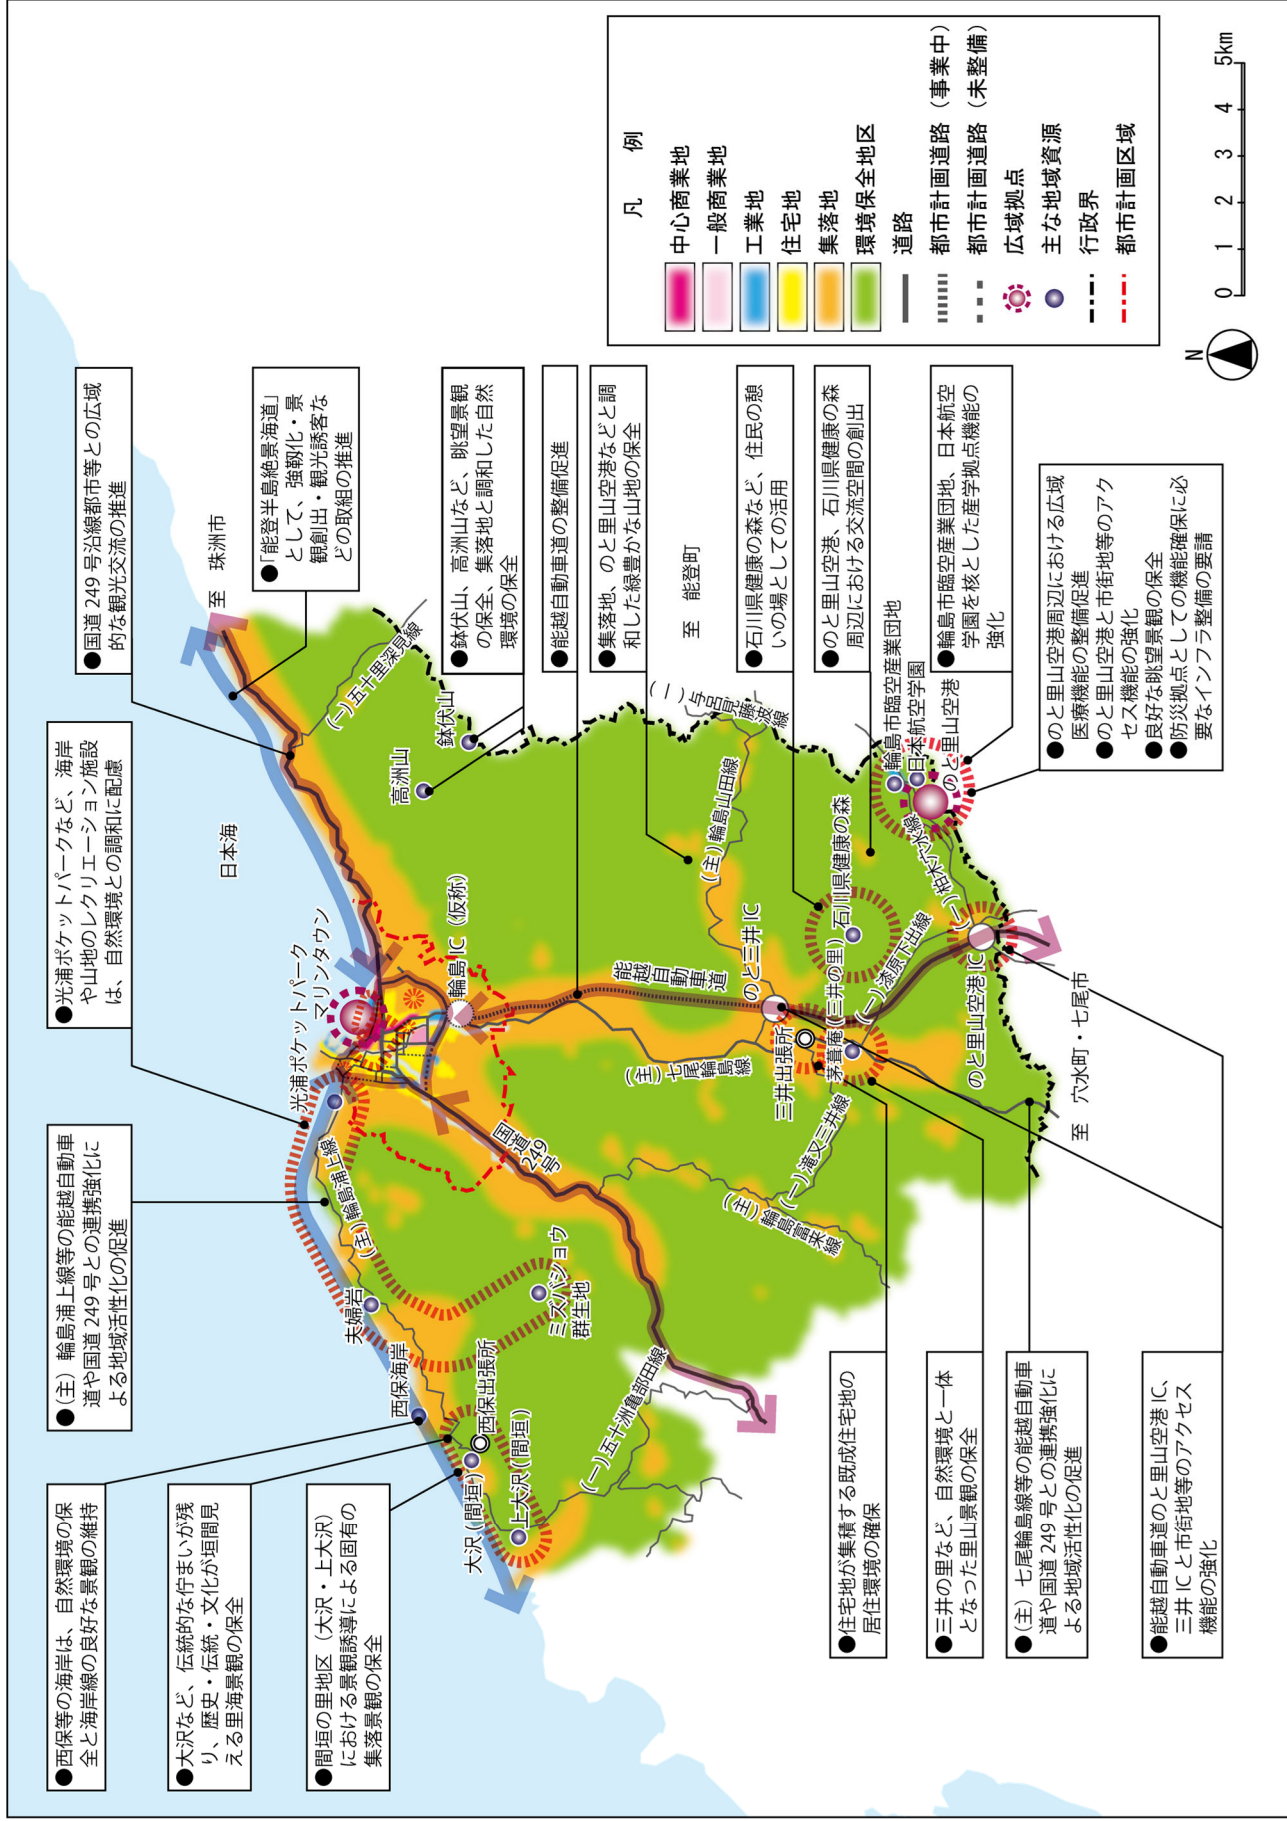 ●西保等の海岸は、自然環境の保
全と海岸線の良好な景観の維持
●大沢など、伝統的な佇まいが残
り、歴史・伝統・文化が垣間見
える里海景観の保全
●間垣の里地区（大沢・上大沢）
における景観誘導による固有の
集落景観の保全
●（主）輪島浦上線等の能越自動車
道や国道 249 号との連携強化に
よる地域活性化の促進
●光浦ポケットパークなど、海岸
や山地のレクリエーション施設
は、自然環境との調和に配慮
●国道 249 号沿線都市等との広域
的な観光交流の推進
●「能登半島絶景海道」
として、強靱化・景
観創出・観光誘客な
どの取組の推進
●鉢伏山、高洲山など、眺望景観
の保全、集落地と調和した自然
環境の保全
●能越自動車道の整備促進
●集落地、のと里山空港などと調
和した緑豊かな山地の保全
●石川県健康の森など、住民の憩
いの場としての活用
●のと里山空港、石川県健康の森
周辺における交流空間の創出
●輪島市臨空産業団地、日本航空
学園を核とした産学拠点機能の
強化
●のと里山空港周辺における広域
医療機能の整備促進
●のと里山空港と市街地等のアク
セス機能の強化
●良好な眺望景観の保全
●防災拠点としての機能確保に必
要なインフラ整備の要請
●住宅地が集積する既成住宅地の
居住環境の確保
●三井の里など、自然環境と一体
となった里山景観の保全
●（主）七尾輪島線等の能越自動車
道や国道 249 号との連携強化に
よる地域活性化の促進
●能越自動車道のと里山空港 IC、
三井 IC と市街地等のアクセス
機能の強化
日本海
至　珠洲市
至　能登町
至　穴水町・七尾市
光浦ポケットパーク
マリンタウン
輪島 IC（仮称）
夫婦岩
西保海岸
西保出張所
大沢（間垣）
上大沢（間垣）
ミズバショウ
群生地
高洲山
鉢伏山
（一）五十里深見線
（一）与呂見藤波線
（主）輪島山田線
（主）輪島浦上線
国道 249 号
（一）五十洲亀部田線
（主）輪島富来線
（一）滝又三井線
（主）七尾輪島線
能越自動車道
のと三井 IC
三井出張所
茅葺庵（三井の里）
石川県健康の森
（一）漆原下出線
（一）柏木穴水線
輪島市臨空産業団地
日本航空学園
のと里山空港
のと里山空港 IC
凡　例
中心商業地
一般商業地
工業地
住宅地
集落地
環境保全地区
道路
都市計画道路（事業中）
都市計画道路（未整備）
広域拠点
主な地域資源
行政界
都市計画区域
N
0 1 2 3 4 5km